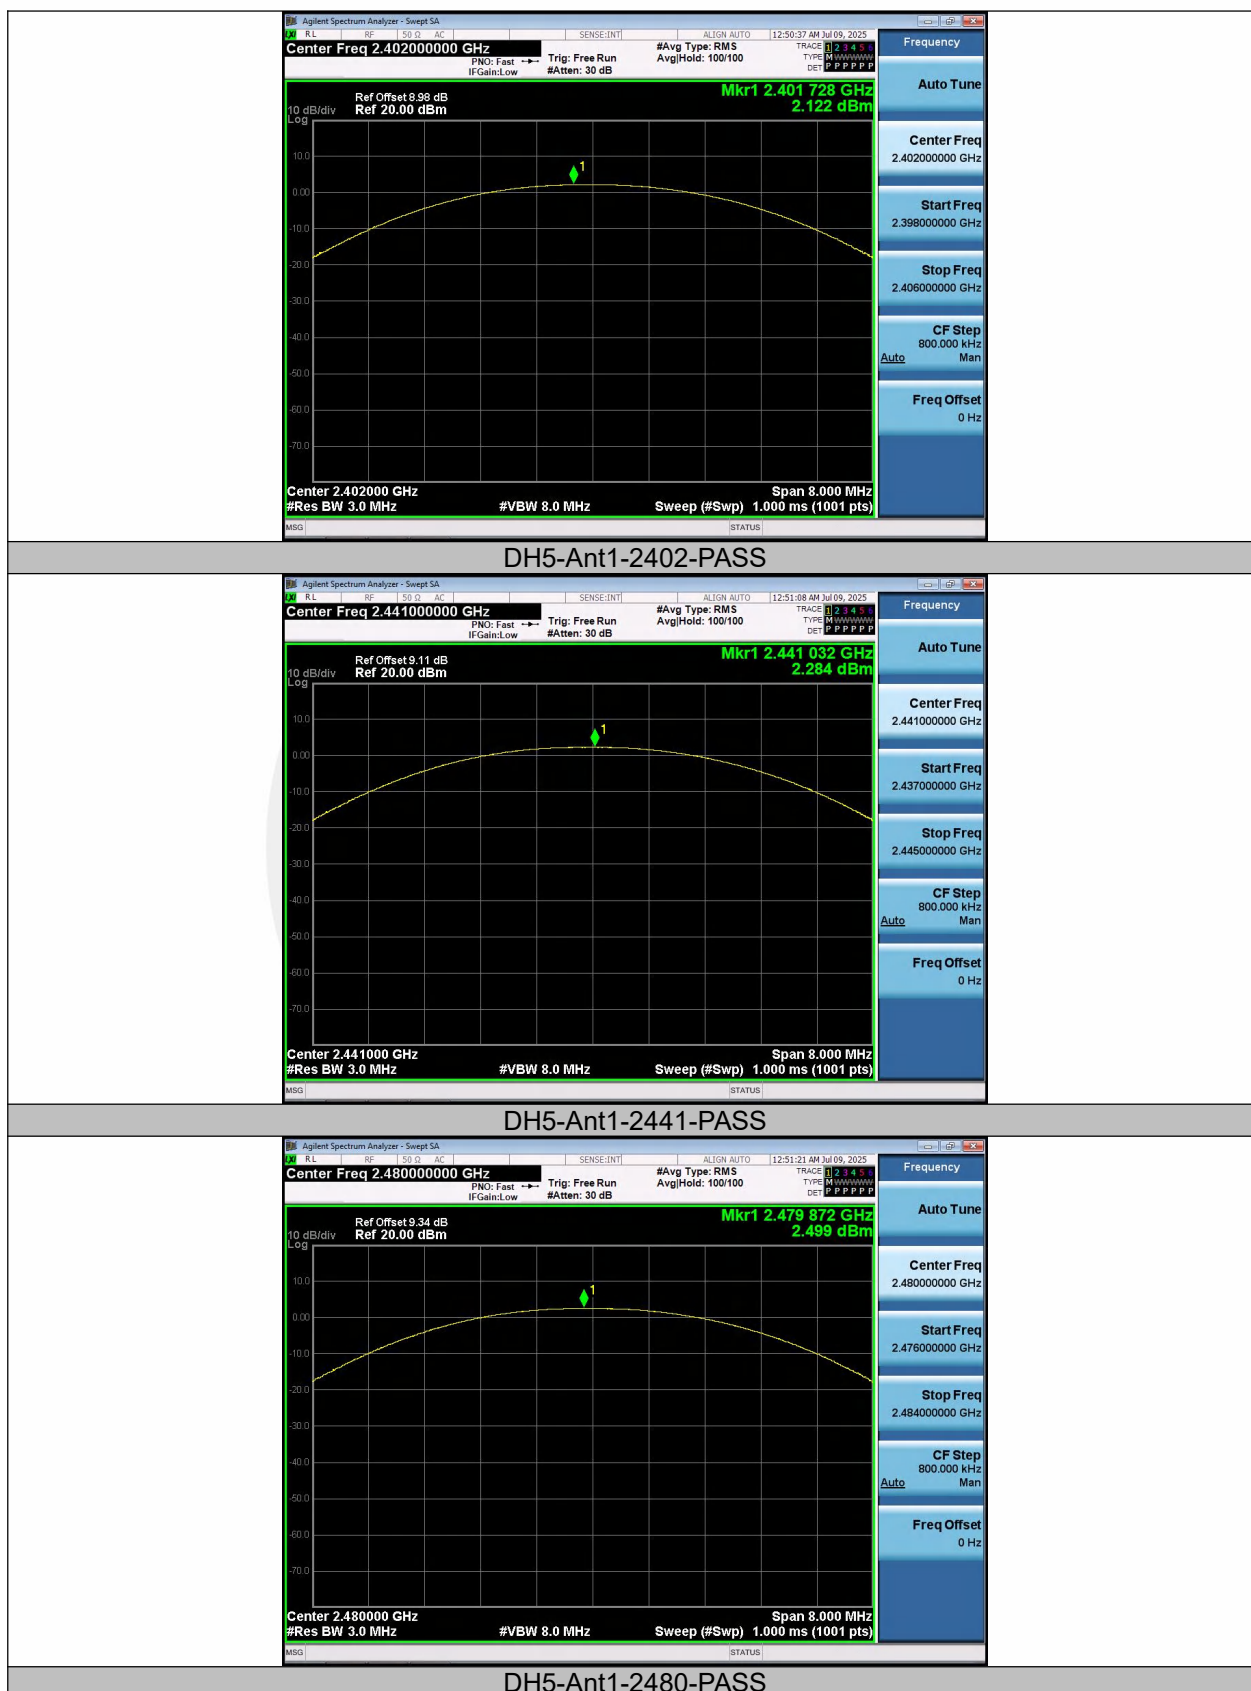 Agilent Spectrum Analyzer - Swept SA
RL RF 50 Ω AC SENSE:INT ALIGN AUTO 12:50:37 AM Jul 09, 2025
Center Freq 2.402000000 GHz
#Avg Type: RMS
TRACE 1 2 3 4 5 6
PNO: Fast
Trig: Free Run
Avg|Hold: 100/100
TYPE MWWWWW
IFGain:Low
#Atten: 30 dB
DET P P P P P P
Mkr1 2.401 728 GHz
2.122 dBm
Ref Offset 8.98 dB
10 dB/div Ref 20.00 dBm
Log
10.0
0.00
-10.0
-20.0
-30.0
-40.0
-50.0
-60.0
-70.0
1
Center 2.402000 GHz Span 8.000 MHz
#Res BW 3.0 MHz #VBW 8.0 MHz Sweep (#Swp) 1.000 ms (1001 pts)
MSG STATUS
Frequency
Auto Tune
Center Freq
2.402000000 GHz
Start Freq
2.398000000 GHz
Stop Freq
2.406000000 GHz
CF Step
800.000 kHz
Auto Man
Freq Offset
0 Hz
DH5-Ant1-2402-PASS
Agilent Spectrum Analyzer - Swept SA
RL RF 50 Ω AC SENSE:INT ALIGN AUTO 12:51:08 AM Jul 09, 2025
Center Freq 2.441000000 GHz
#Avg Type: RMS
TRACE 1 2 3 4 5 6
PNO: Fast
Trig: Free Run
Avg|Hold: 100/100
TYPE MWWWWW
IFGain:Low
#Atten: 30 dB
DET P P P P P P
Mkr1 2.441 032 GHz
2.284 dBm
Ref Offset 9.11 dB
10 dB/div Ref 20.00 dBm
Log
10.0
0.00
-10.0
-20.0
-30.0
-40.0
-50.0
-60.0
-70.0
1
Center 2.441000 GHz Span 8.000 MHz
#Res BW 3.0 MHz #VBW 8.0 MHz Sweep (#Swp) 1.000 ms (1001 pts)
MSG STATUS
Frequency
Auto Tune
Center Freq
2.441000000 GHz
Start Freq
2.437000000 GHz
Stop Freq
2.445000000 GHz
CF Step
800.000 kHz
Auto Man
Freq Offset
0 Hz
DH5-Ant1-2441-PASS
Agilent Spectrum Analyzer - Swept SA
RL RF 50 Ω AC SENSE:INT ALIGN AUTO 12:51:21 AM Jul 09, 2025
Center Freq 2.480000000 GHz
#Avg Type: RMS
TRACE 1 2 3 4 5 6
PNO: Fast
Trig: Free Run
Avg|Hold: 100/100
TYPE MWWWWW
IFGain:Low
#Atten: 30 dB
DET P P P P P P
Mkr1 2.479 872 GHz
2.499 dBm
Ref Offset 9.34 dB
10 dB/div Ref 20.00 dBm
Log
10.0
0.00
-10.0
-20.0
-30.0
-40.0
-50.0
-60.0
-70.0
1
Center 2.480000 GHz Span 8.000 MHz
#Res BW 3.0 MHz #VBW 8.0 MHz Sweep (#Swp) 1.000 ms (1001 pts)
MSG STATUS
Frequency
Auto Tune
Center Freq
2.480000000 GHz
Start Freq
2.476000000 GHz
Stop Freq
2.484000000 GHz
CF Step
800.000 kHz
Auto Man
Freq Offset
0 Hz
DH5-Ant1-2480-PASS